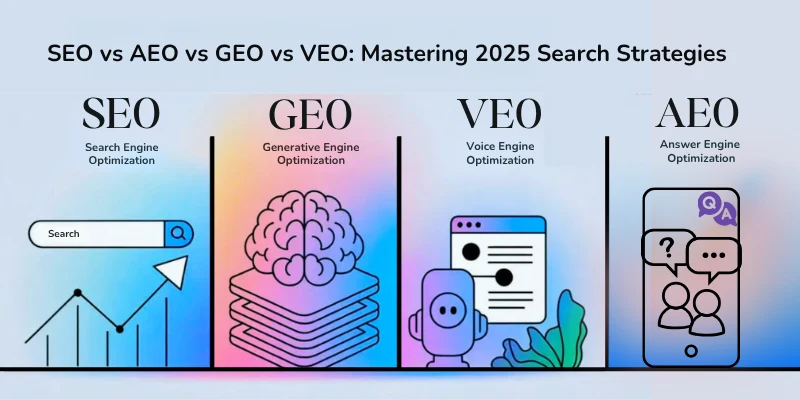 SEO vs AEO vs GEO vs VEO: Mastering 2025 Search Strategies
SEO
Search Engine
Optimization
Search
GEO
Generative Engine
Optimization
VEO
Voice Engine
Optimization
AEO
Answer Engine
Optimization
Q
A
?